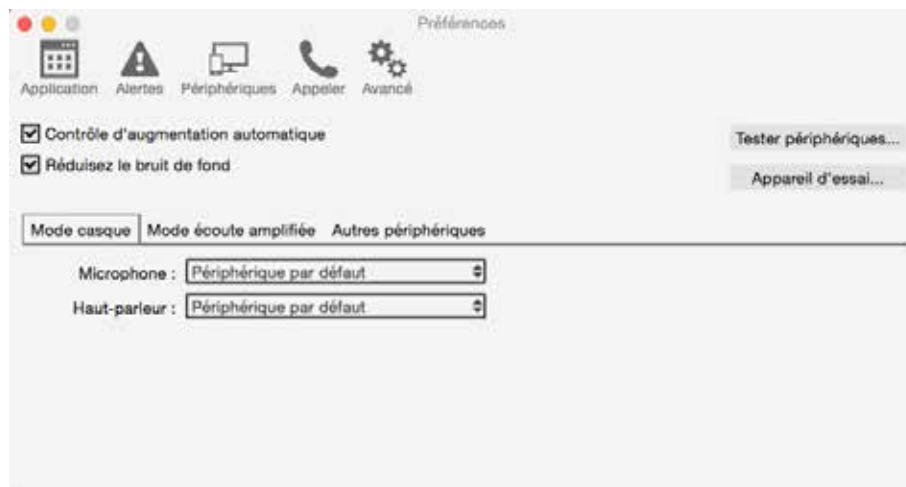 Préférences
Application Alertes Périphériques Appeler Avancé
Contrôle d'augmentation automatique
Tester périphériques...
Réduisez le bruit de fond
Appareil d'essai...
Mode casque Mode écoute amplifiée Autres périphériques
Microphone : Périphérique par défaut
Haut-parleur : Périphérique par défaut